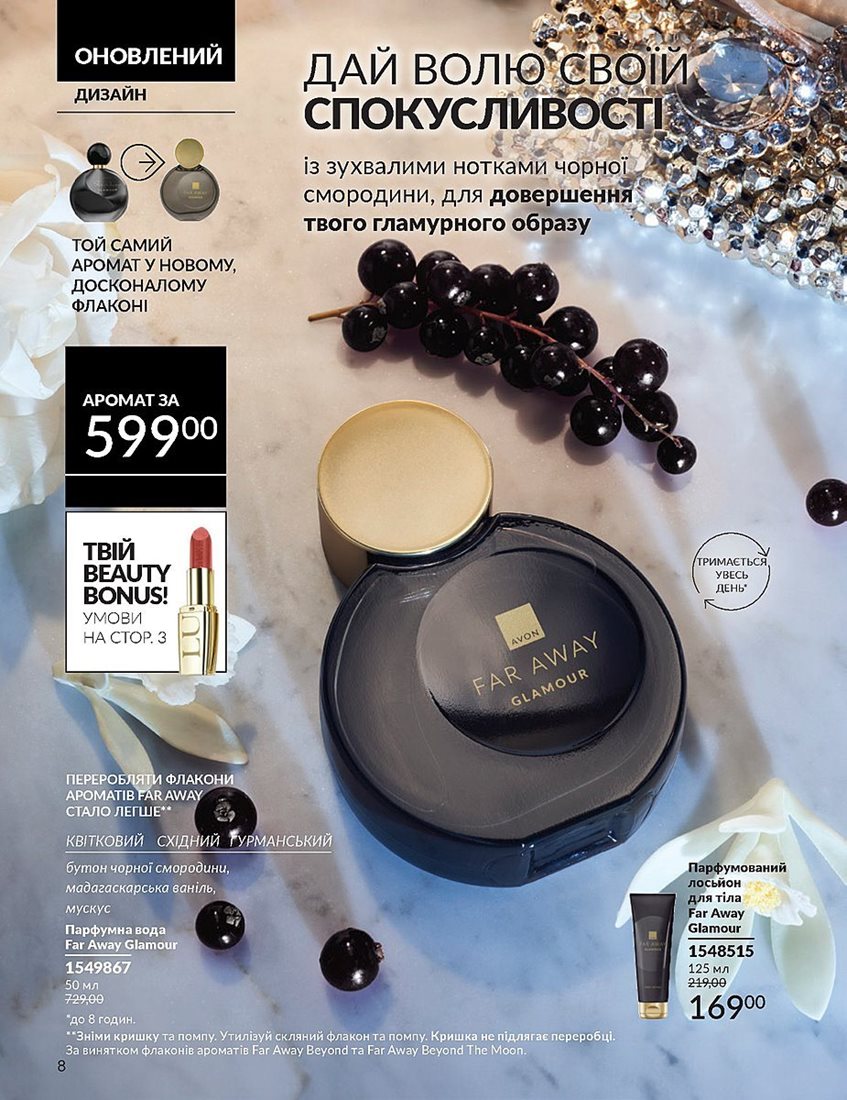 ОНОВЛЕНИЙ
ДИЗАЙН
ДАЙ ВОЛЮ СВОЇЙ
СПОКУСЛИВОСТІ
із зухвалими нотками чорної
смородини, для довершення
твого гламурного образу
ТОЙ САМИЙ
АРОМАТ У НОВОМУ,
ДОСКОНАЛОМУ
ФЛАКОНІ
АРОМАТ ЗА
599⁰⁰
ТВІЙ
BEAUTY
BONUS!
УМОВИ
НА СТОР. 3
LU
ТРИМАЄТЬСЯ
УВЕСЬ
ДЕНЬ*
AVON
FAR AWAY
GLAMOUR
ПЕРЕРОБЛЯТИ ФЛАКОНИ
АРОМАТІВ FAR AWAY
СТАЛО ЛЕГШЕ**
КВІТКОВИЙ СХІДНИЙ ГУРМАНСЬКИЙ
бутон чорної смородини,
мадагаскарська ваніль,
мускус
Парфумна вода
Far Away Glamour
1549867
50 мл
729,00
*до 8 годин.
**Зніми кришку та помпу. Утилізуй скляний флакон та помпу. Кришка не підлягає переробці.
За винятком флаконів ароматів Far Away Beyond та Far Away Beyond The Moon.
Парфумований
лосьйон
для тіла
Far Away
Glamour
1548515
125 мл
219,00
169⁰⁰
FAR AWAY
GLAMOUR
8